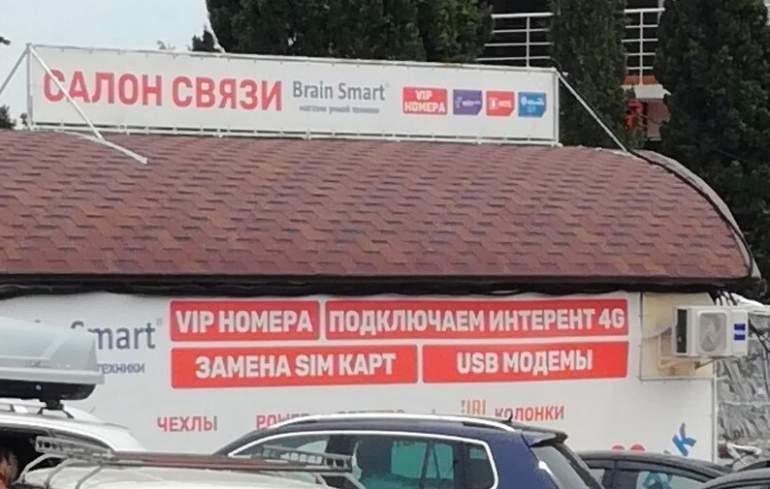 САЛОН СВЯЗИ Brain Smart VIP НОМЕРА
магазин умной техники
Smart VIP НОМЕРА ПОДКЛЮЧАЕМ ИНТЕРЕНТ 4G
ТЕХНИКИ ЗАМЕНА SIM КАРТ USB МОДЕМЫ
ЧЕХЛЫ JBL КОЛОНКИ